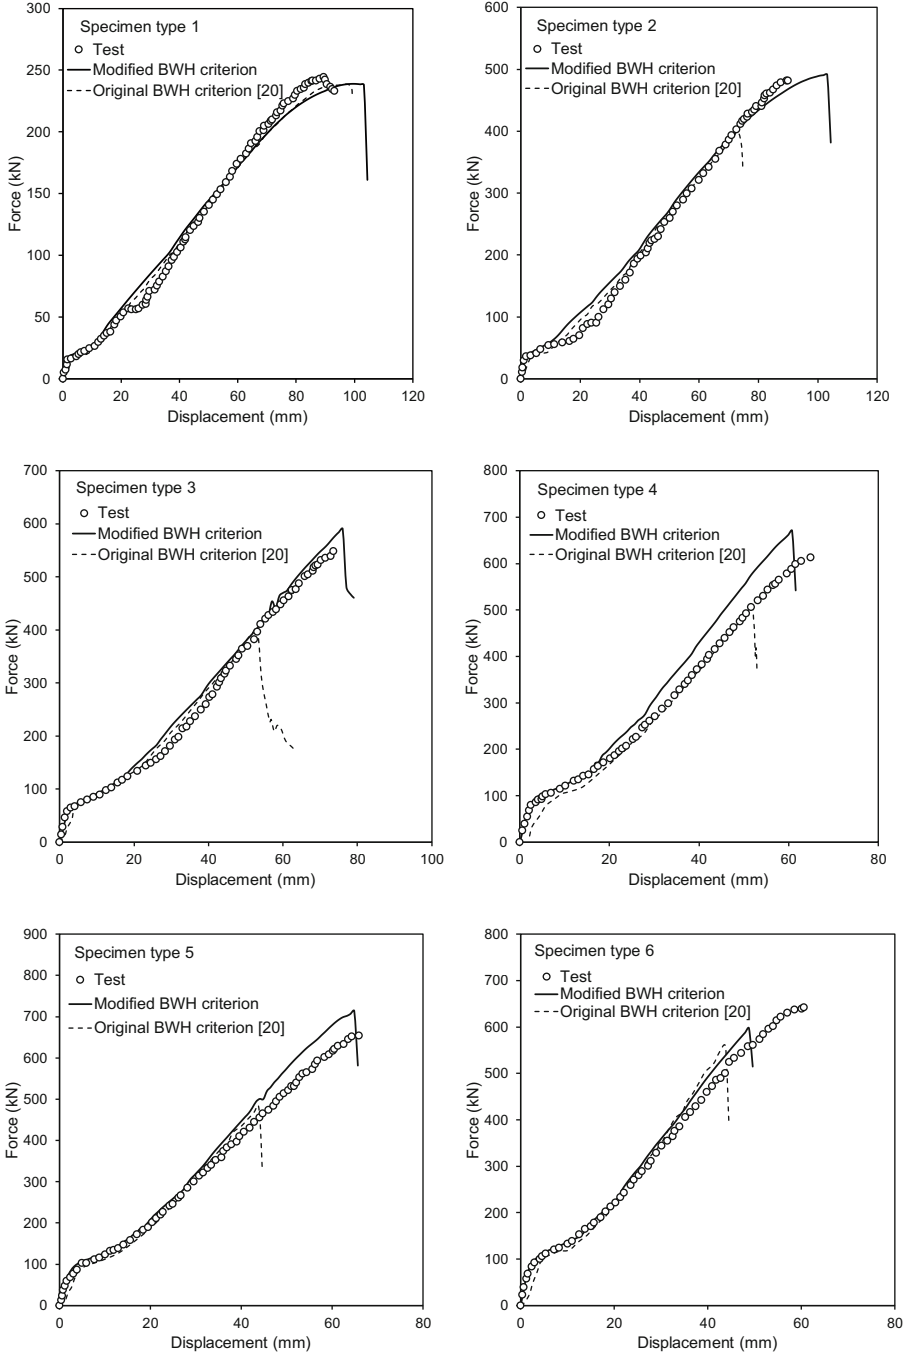 Specimen type 1
Test
Modified BWH criterion
Original BWH criterion [20]
300
250
200
150
100
50
0
0 20 40 60 80 100 120
Force (kN)
Displacement (mm)
Specimen type 2
Test
Modified BWH criterion
Original BWH criterion [20]
600
500
400
300
200
100
0
0 20 40 60 80 100 120
Force (kN)
Displacement (mm)
Specimen type 3
Test
Modified BWH criterion
Original BWH criterion [20]
700
600
500
400
300
200
100
0
0 20 40 60 80 100
Force (kN)
Displacement (mm)
Specimen type 4
Test
Modified BWH criterion
Original BWH criterion [20]
800
700
600
500
400
300
200
100
0
0 20 40 60 80
Force (kN)
Displacement (mm)
Specimen type 5
Test
Modified BWH criterion
Original BWH criterion [20]
900
800
700
600
500
400
300
200
100
0
0 20 40 60 80
Force (kN)
Displacement (mm)
Specimen type 6
Test
Modified BWH criterion
Original BWH criterion [20]
800
700
600
500
400
300
200
100
0
0 20 40 60 80
Force (kN)
Displacement (mm)